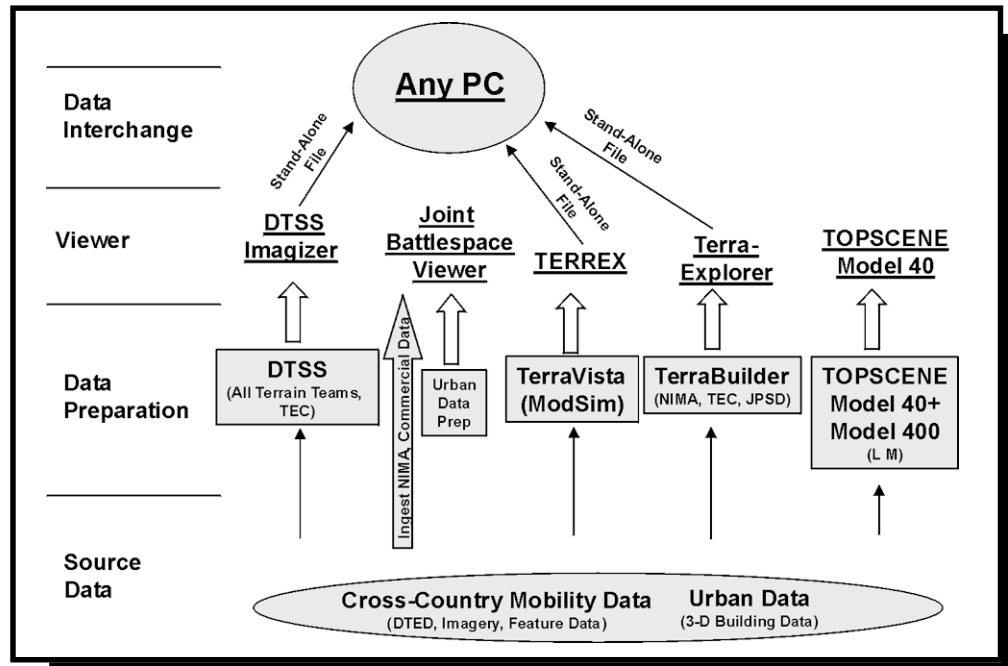 Any PC
Data
Interchange
Stand-Alone
File
Stand-Alone
File
Stand-Alone
File
Viewer
DTSS
Imagizer
Joint
Battlespace
Viewer
TERREX
Terra-
Explorer
TOPSCENE
Model 40
Data
Preparation
DTSS
(All Terrain Teams,
TEC)
Ingest NIMA, Commercial Data
Urban
Data
Prep
TerraVista
(ModSim)
TerraBuilder
(NIMA, TEC, JPSD)
TOPSCENE
Model 40+
Model 400
(L M)
Source
Data
Cross-Country Mobility Data
(DTED, Imagery, Feature Data)
Urban Data
(3-D Building Data)